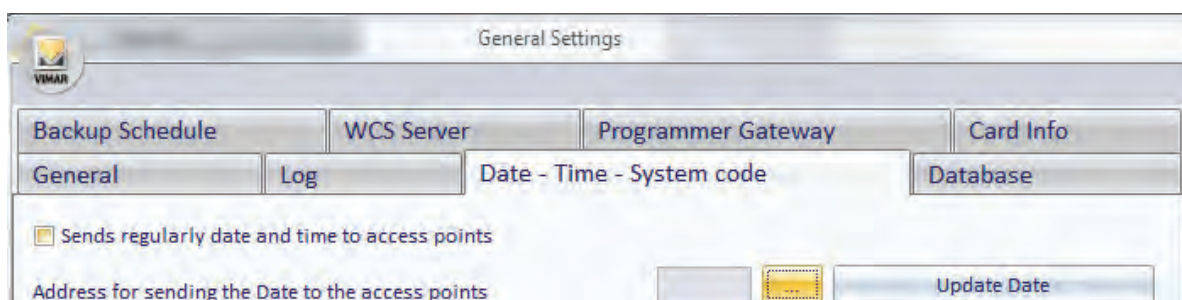 General Settings
VIMAR
Backup Schedule WCS Server Programmer Gateway Card Info
General Log Date - Time - System code Database
Sends regularly date and time to access points
Address for sending the Date to the access points ... Update Date